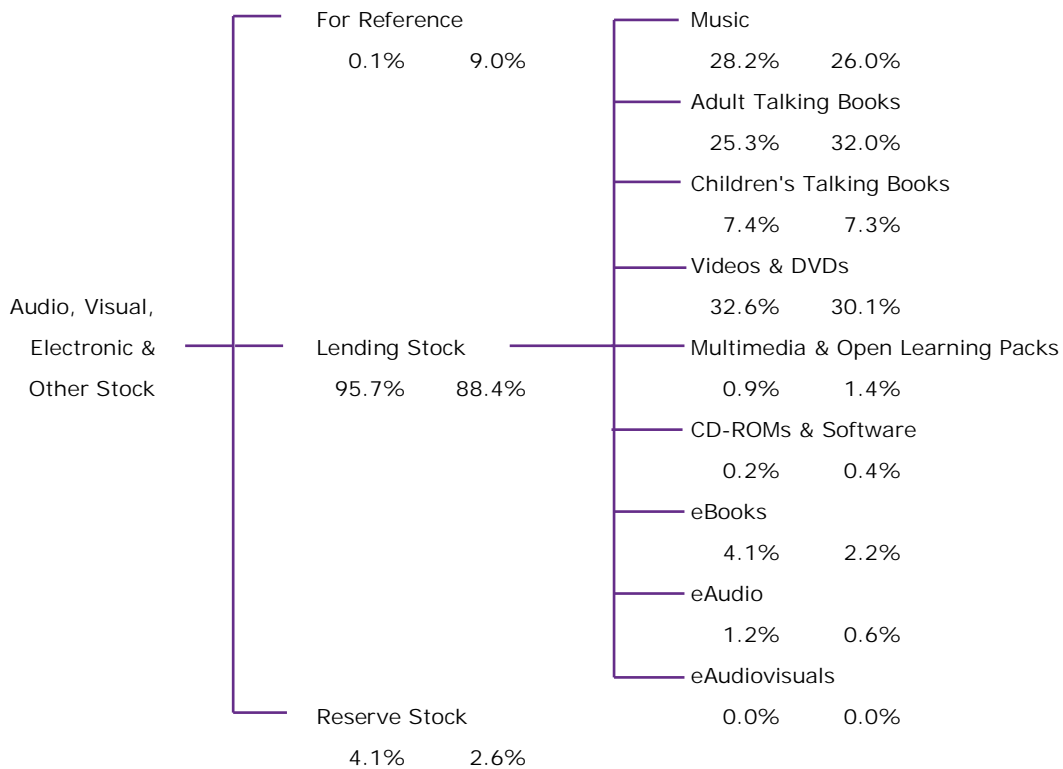 Audio, Visual,
Electronic &
Other Stock
For Reference
0.1% 9.0%
Lending Stock
95.7% 88.4%
Reserve Stock
4.1% 2.6%
Music
28.2% 26.0%
Adult Talking Books
25.3% 32.0%
Children's Talking Books
7.4% 7.3%
Videos & DVDs
32.6% 30.1%
Multimedia & Open Learning Packs
0.9% 1.4%
CD-ROMs & Software
0.2% 0.4%
eBooks
4.1% 2.2%
eAudio
1.2% 0.6%
eAudiovisuals
0.0% 0.0%